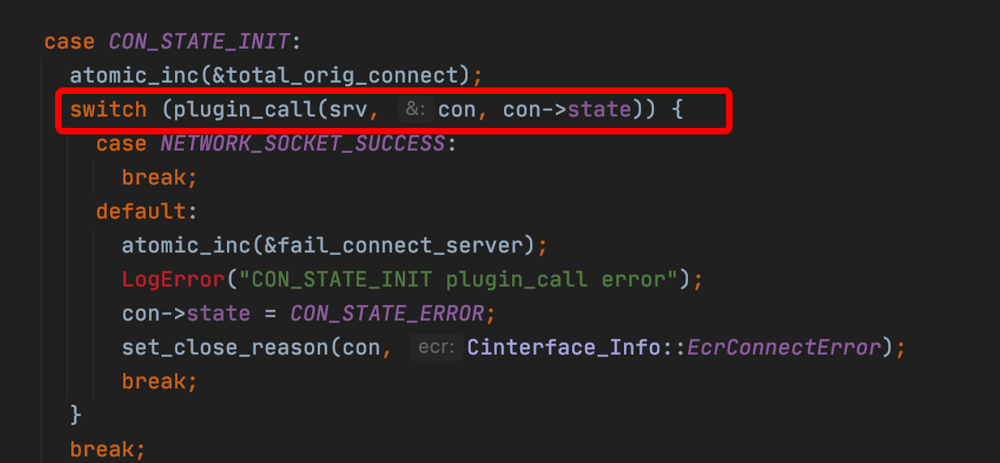 case CON_STATE_INIT:
atomic_inc(&total_orig_connect);
switch (plugin_call(srv, &: con, con->state)) {
case NETWORK_SOCKET_SUCCESS:
break;
default:
atomic_inc(&fail_connect_server);
LogError("CON_STATE_INIT plugin_call error");
con->state = CON_STATE_ERROR;
set_close_reason(con, ecr: Cinterface_Info::EcrConnectError);
break;
}
break;